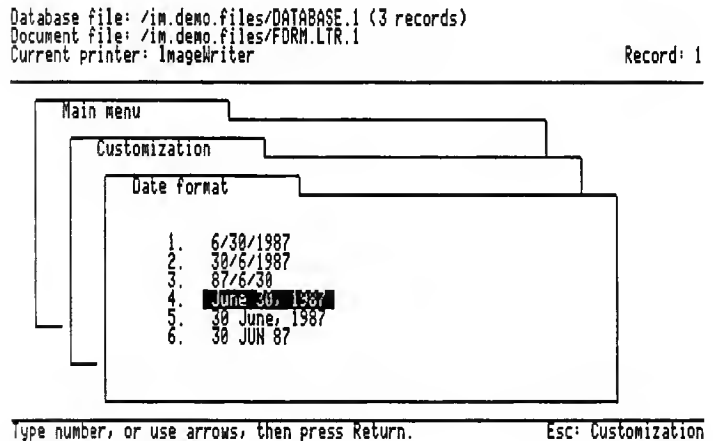 Database file: /im.demo.files/DATABASE.1 (3 records)
Document file: /im.demo.files/FORM.LTR.1
Current printer: ImageWriter Record: 1
Main menu
Customization
Date format
1. 6/30/1987
2. 30/6/1987
3. 87/6/30
4. June 30, 1987
5. 30 June, 1987
6. 30 JUN 87
Type number, or use arrows, then press Return. Esc: Customization